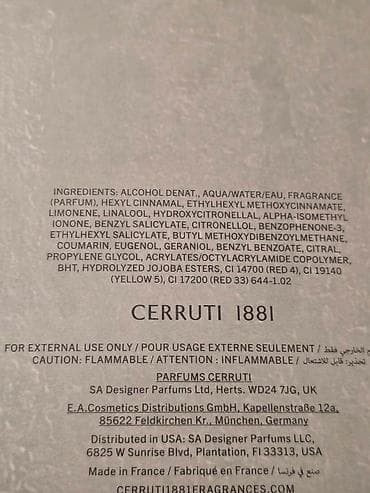 INGREDIENTS: ALCOHOL DENAT., AQUA/WATER/EAU, FRAGRANCE
(PARFUM), HEXYL CINNAMAL, ETHYLHEXYL METHOXYCINNAMATE,
LIMONENE, LINALOOL, HYDROXYCITRONELLAL, ALPHA-ISOMETHYL
IONONE, BENZYL SALICYLATE, CITRONELLOL, BENZOPHENONE-3,
ETHYLHEXYL SALICYLATE, BUTYL METHOXYDIBENZOYLMETHANE,
COUMARIN, EUGENOL, GERANIOL, BENZYL BENZOATE, CITRAL,
PROPYLENE GLYCOL, ACRYLATES/OCTYLACRYLAMIDE COPOLYMER,
BHT, HYDROLYZED JOJOBA ESTERS, CI 14700 (RED 4), CI 19140
(YELLOW 5), CI 17200 (RED 33) 644-1.02
CERRUTI 1881
FOR EXTERNAL USE ONLY / POUR USAGE EXTERNE SEULEMENT / الخارجي فقط
CAUTION: FLAMMABLE / ATTENTION : INFLAMMABLE / تحذير: قابل للاشتعال
PARFUMS CERRUTI
SA Designer Parfums Ltd, Herts. WD24 7JG, UK
E.A.Cosmetics Distributions GmbH, Kapellenstraße 12a,
85622 Feldkirchen Kr., München, Germany
Distributed in USA: SA Designer Parfums LLC,
6825 W Sunrise Blvd, Plantation, Fl 33313, USA
Made in France / Fabriqué en France / صنع في فرنسا
CERRUTI1881FRAGRANCES.COM